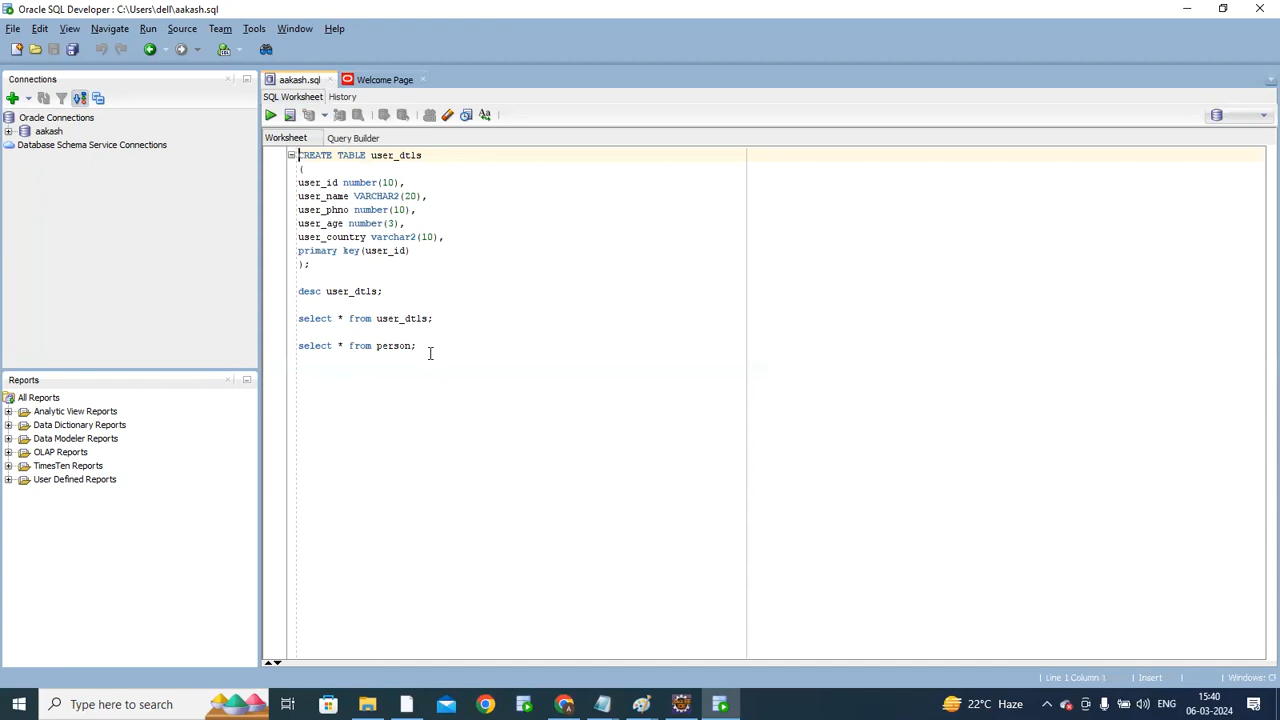 Oracle SQL Developer : C:\Users\dell\aakash.sql
File Edit View Navigate Run Source Team Tools Window Help
Connections
Oracle Connections
aakash
Database Schema Service Connections
Reports
All Reports
Analytic View Reports
Data Dictionary Reports
Data Modeler Reports
OLAP Reports
TimesTen Reports
User Defined Reports
aakash.sql
Welcome Page
SQL Worksheet History
Worksheet Query Builder
CREATE TABLE user_dtls
(
user_id number(10),
user_name VARCHAR2(20),
user_phno number(10),
user_age number(3),
user_country varchar2(10),
primary key(user_id)
);
desc user_dtls;
select * from user_dtls;
select * from person;
Line 1 Column 1 Insert Windows: C
Type here to search
22°C Haze
ENG
15:40
06-03-2024